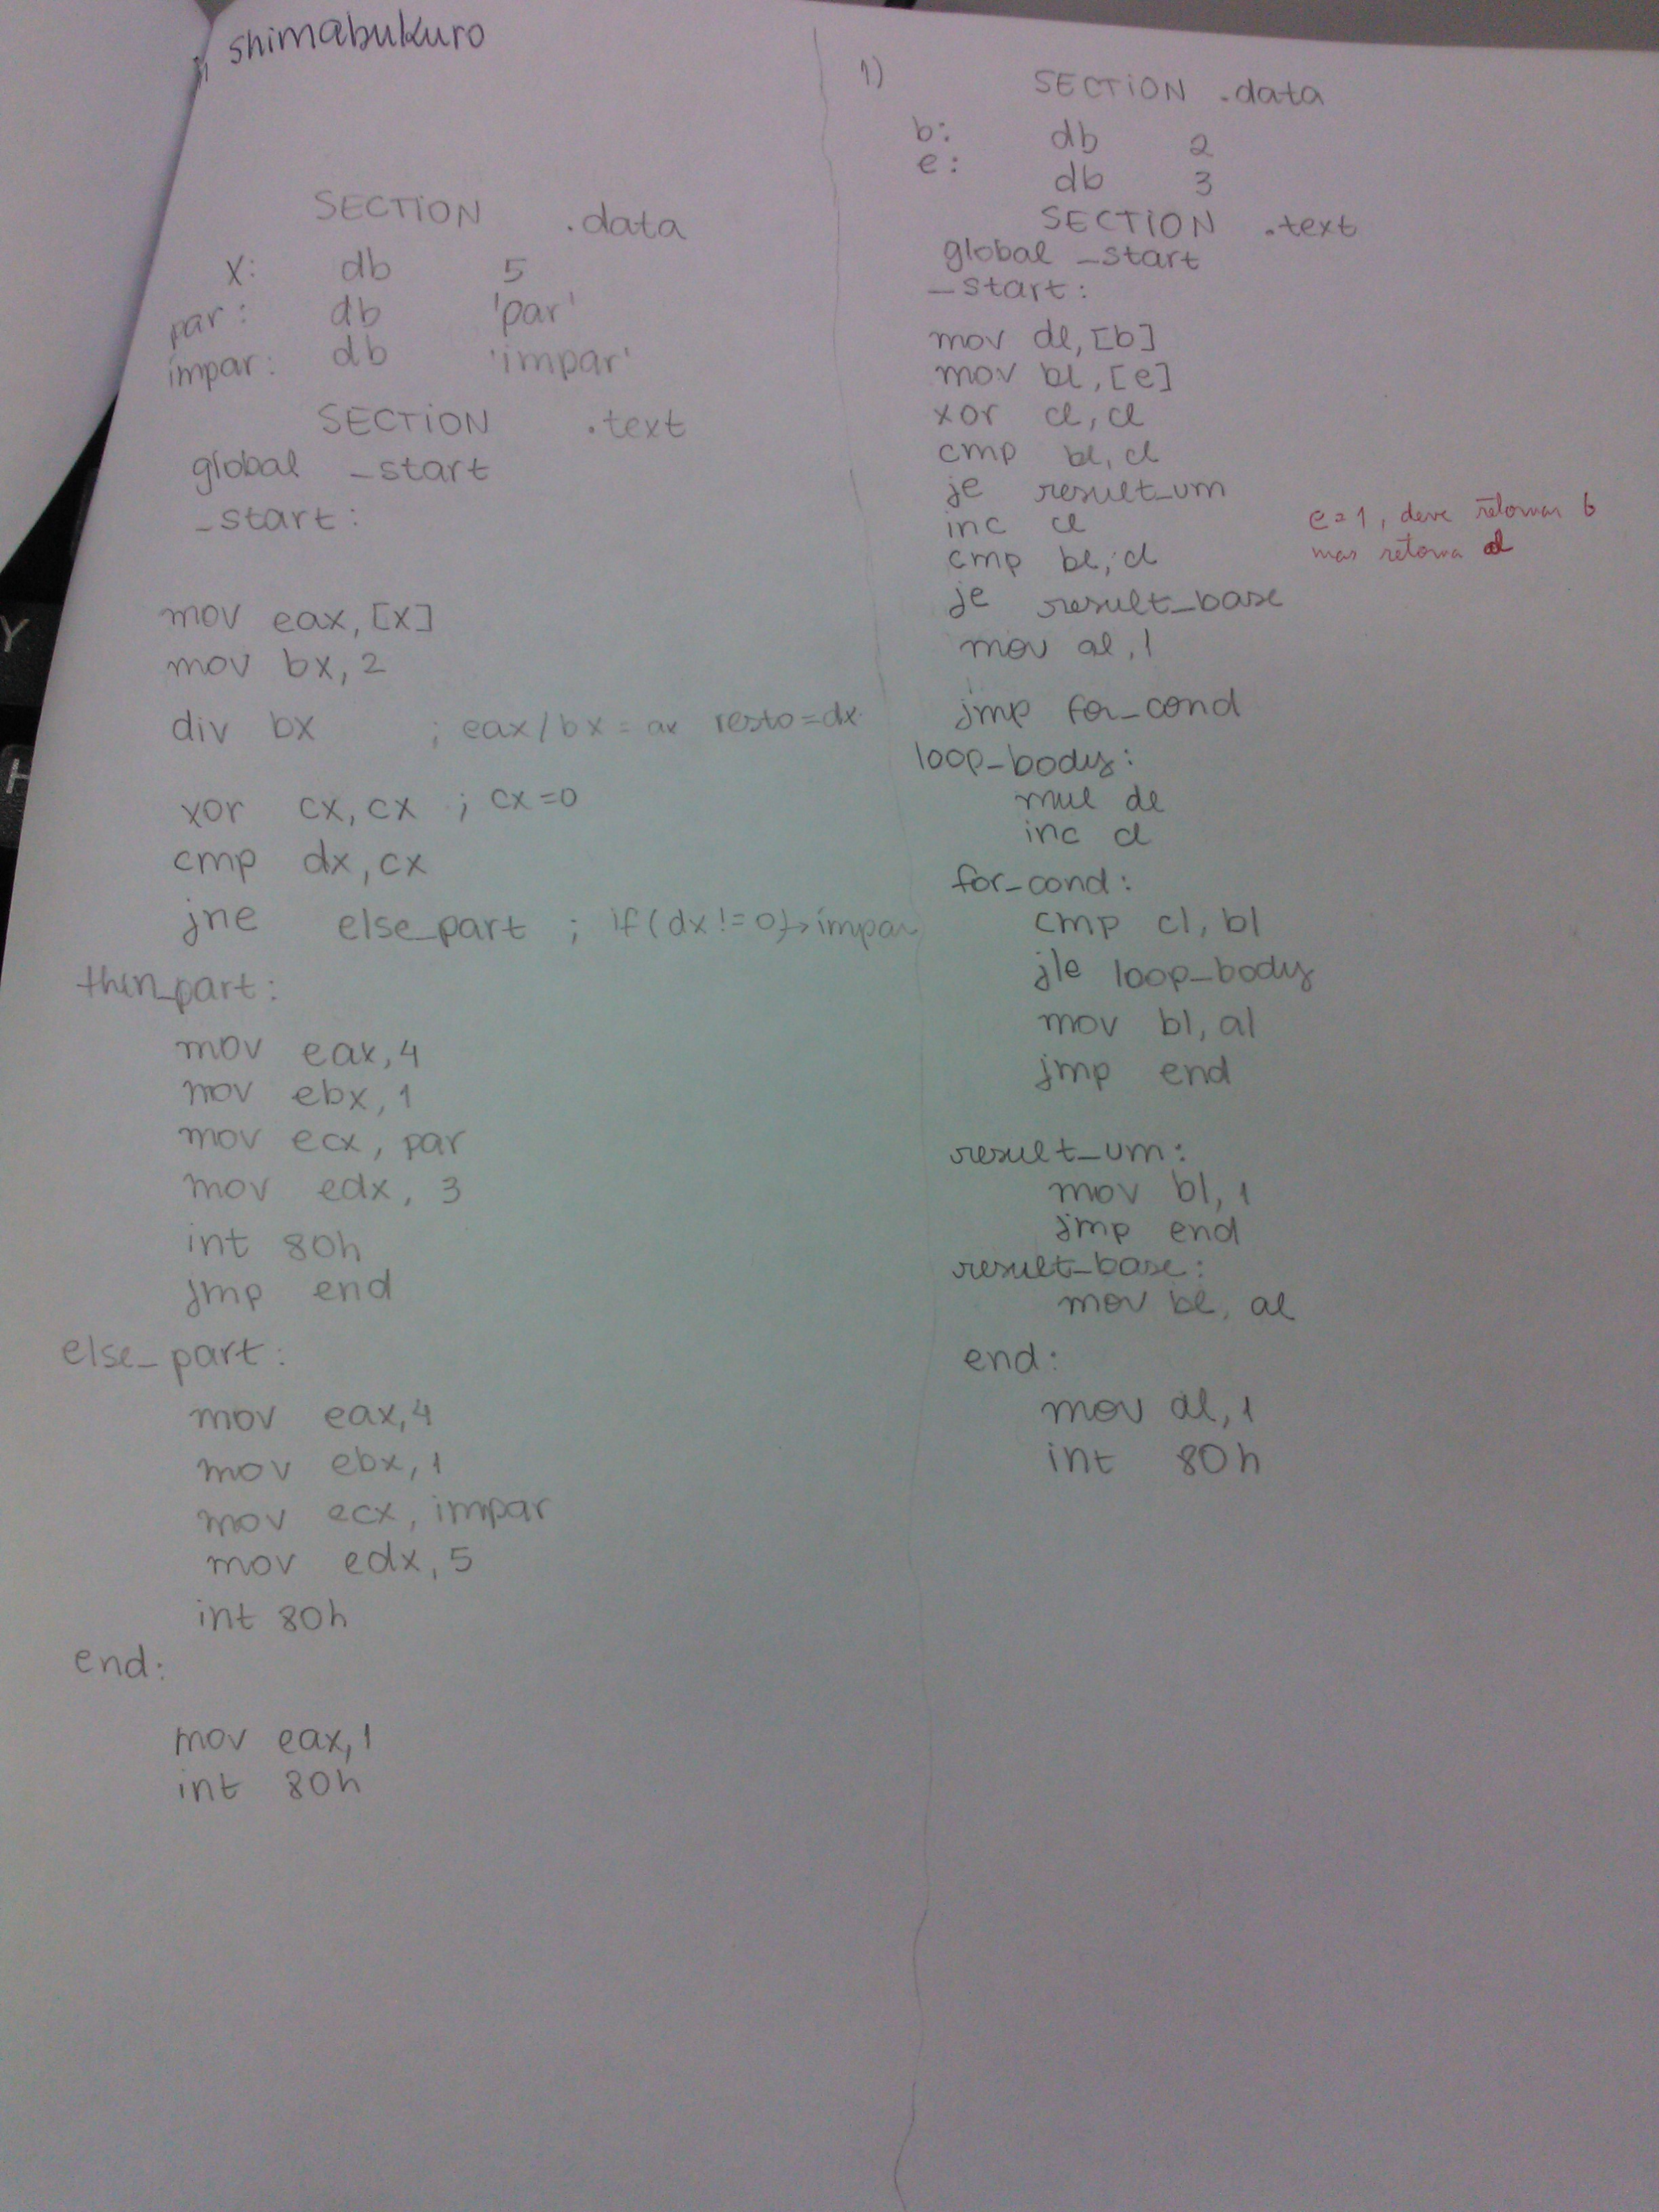 shimabukuro
SECTION .data
x: db 5
par: db 'par'
impar: db 'impar'
SECTION .text
global _start
_start:
mov eax, [x]
mov bx, 2
div bx ; eax/bx = ax resto=dx
xor cx, cx ; cx=0
cmp dx, cx
jne else_part ; if(dx!=0)→impar
then_part:
mov eax, 4
mov ebx, 1
mov ecx, par
mov edx, 3
int 80h
jmp end
else_part:
mov eax, 4
mov ebx, 1
mov ecx, impar
mov edx, 5
int 80h
end:
mov eax, 1
int 80h
1) SECTION .data
b: db 2
e: db 3
SECTION .text
global _start
_start:
mov dl, [b]
mov bl, [e]
xor cl, cl
cmp bl, cl
je result_um
inc cl
cmp bl, cl
je result_base
mov al, 1
jmp for_cond
loop_body:
mul dl
inc cl
for_cond:
cmp cl, bl
jle loop_body
mov bl, al
jmp end
result_um:
mov bl, 1
jmp end
result_base:
mov bl, al
end:
mov al, 1
int 80h
e=1, deve retornar b
mas retorna al
Y
H